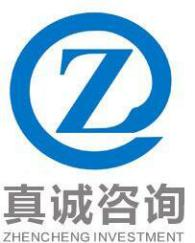 Z
真诚咨询
ZHENCHENG INVESTMENT